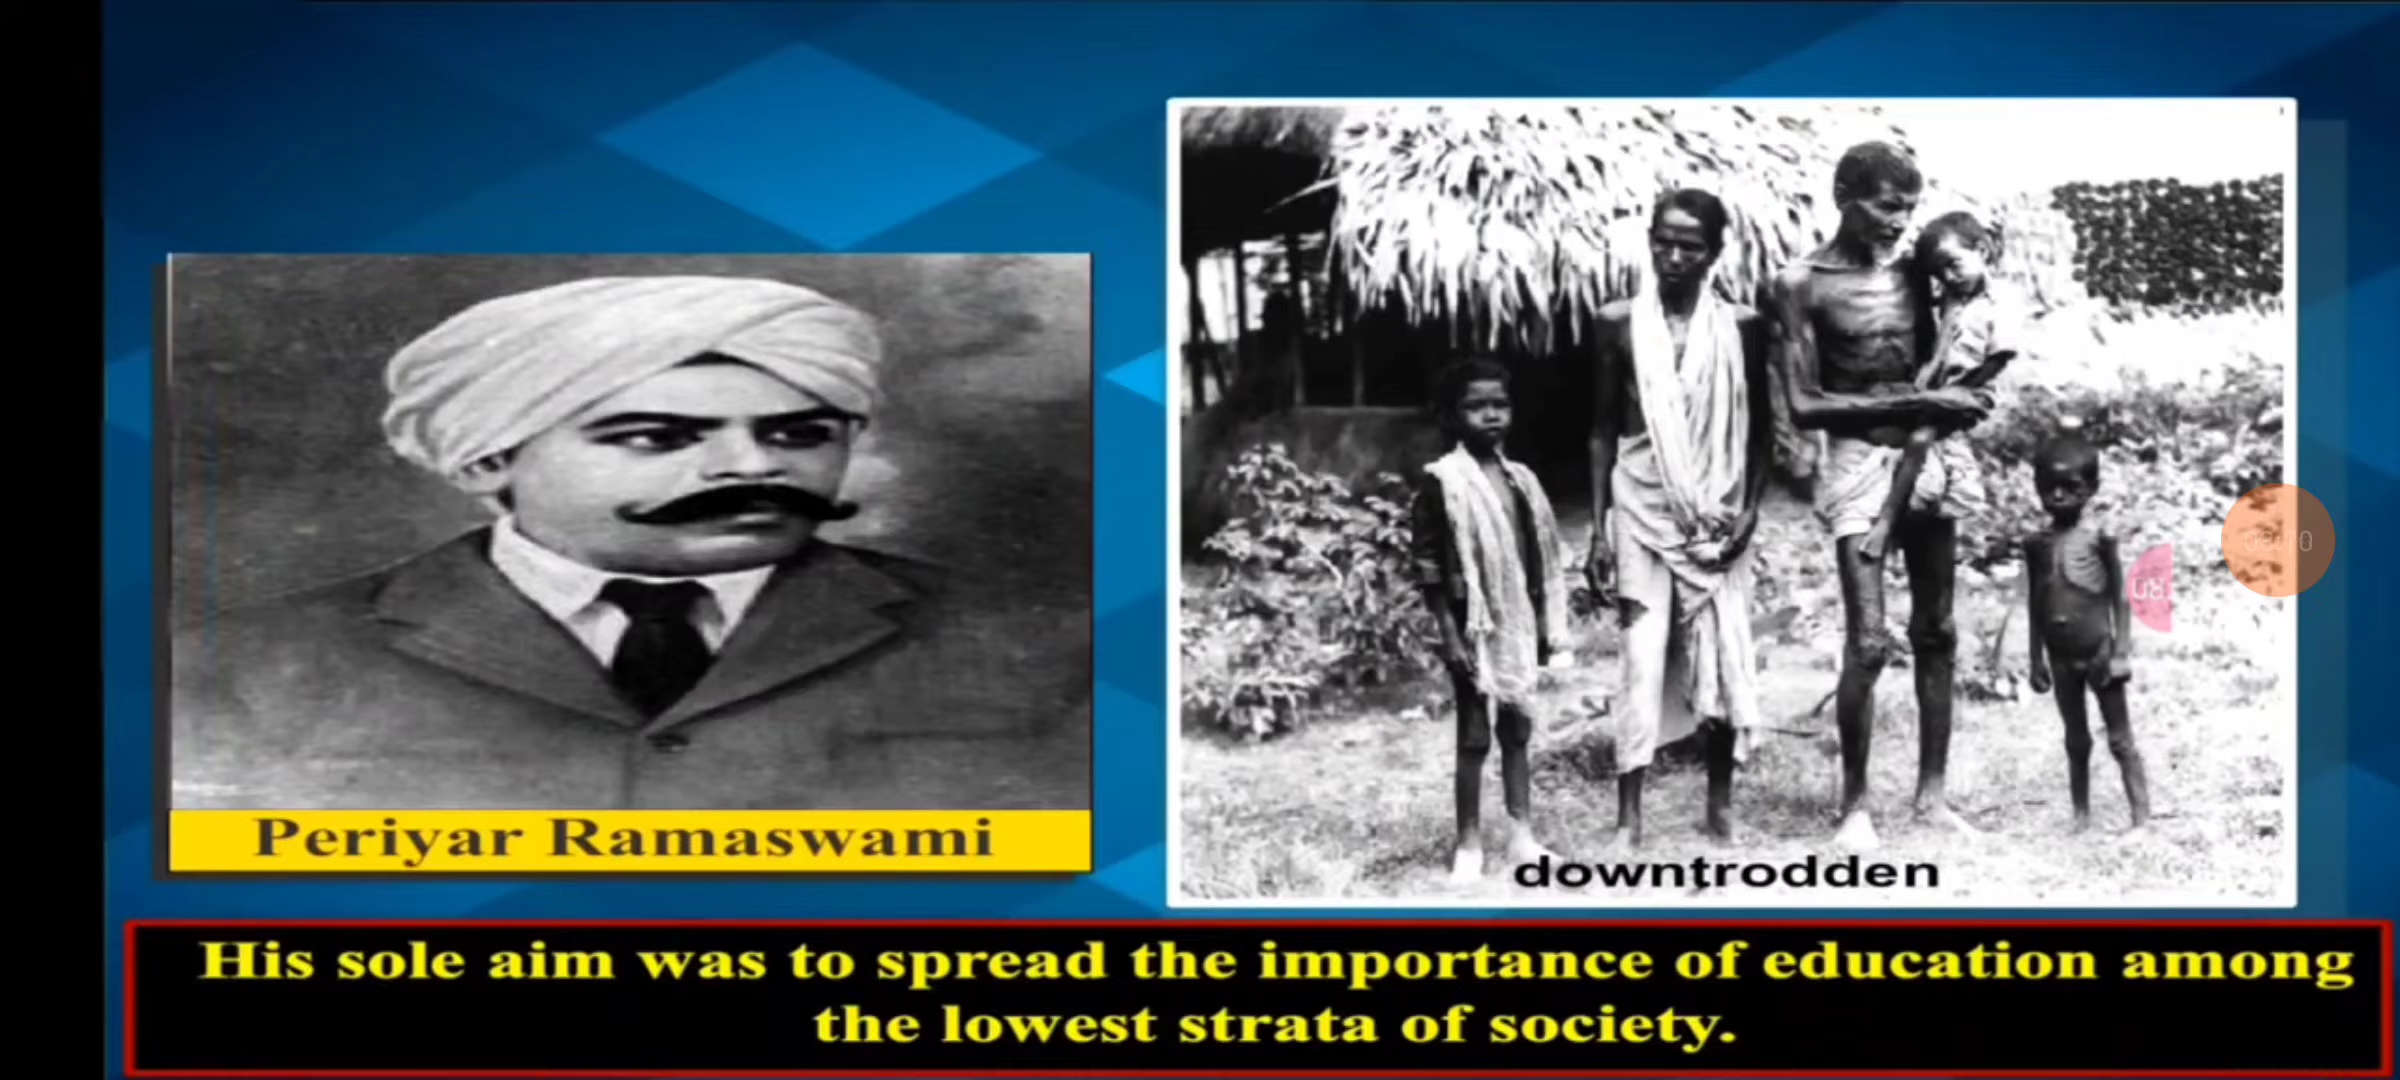 Periyar Ramaswami
downtrodden
His sole aim was to spread the importance of education among
the lowest strata of society.